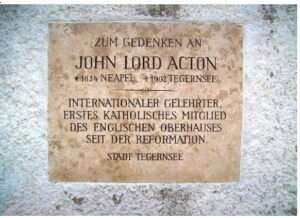 ZUM GEDENKEN AN
JOHN LORD ACTON
*1834 NEAPEL, +1902 TEGERNSEE
INTERNATIONALER GELEHRTER,
ERSTES KATHOLISCHES MITGLIED
DES ENGLISCHEN OBERHAUSES
SEIT DER REFORMATION.
STADT TEGERNSEE